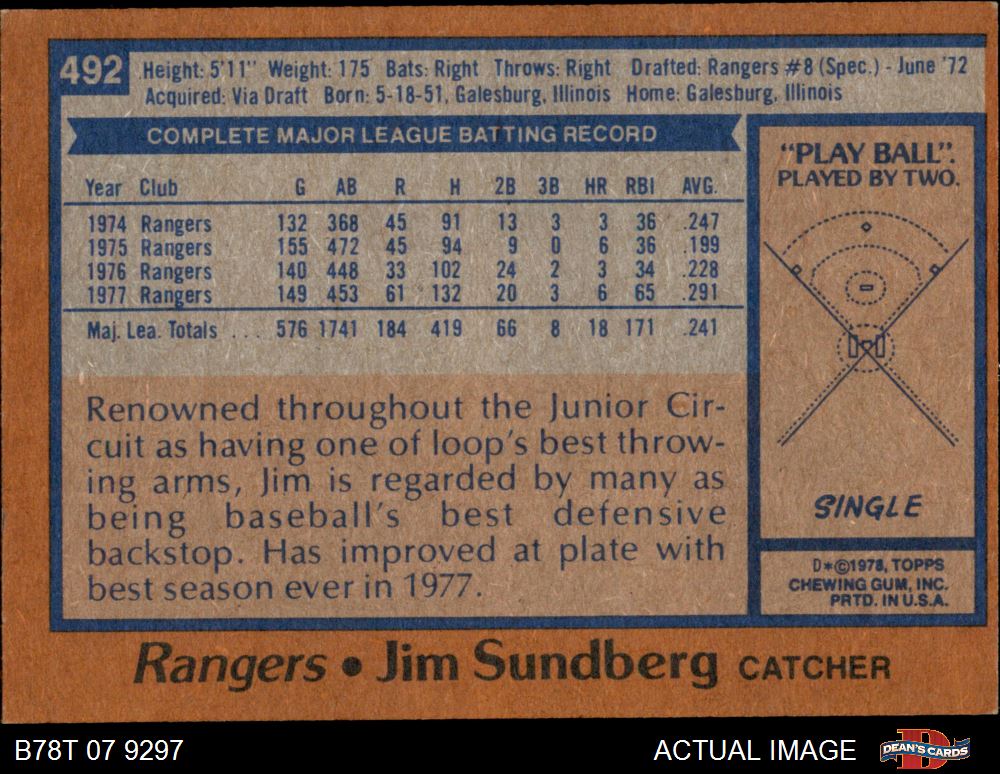 492
Height: 5'11" Weight: 175 Bats: Right Throws: Right Drafted: Rangers #8 (Spec.) - June '72
Acquired: Via Draft Born: 5-18-51, Galesburg, Illinois Home: Galesburg, Illinois
COMPLETE MAJOR LEAGUE BATTING RECORD
Year Club G AB R H 2B 3B HR RBI AVG.
1974 Rangers 132 368 45 91 13 3 3 36 .247
1975 Rangers 155 472 45 94 9 0 6 36 .199
1976 Rangers 140 448 33 102 24 2 3 34 .228
1977 Rangers 149 453 61 132 20 3 6 65 .291
Maj. Lea. Totals . . . 576 1741 184 419 66 8 18 171 .241
Renowned throughout the Junior Cir-
cuit as having one of loop's best throw-
ing arms, Jim is regarded by many as
being baseball's best defensive
backstop. Has improved at plate with
best season ever in 1977.
"PLAY BALL".
PLAYED BY TWO.
SINGLE
D*©1978, TOPPS
CHEWING GUM, INC.
PRTD. IN U.S.A.
Rangers • Jim Sundberg CATCHER
B78T 07 9297
ACTUAL IMAGE
DEAN'S CARDS